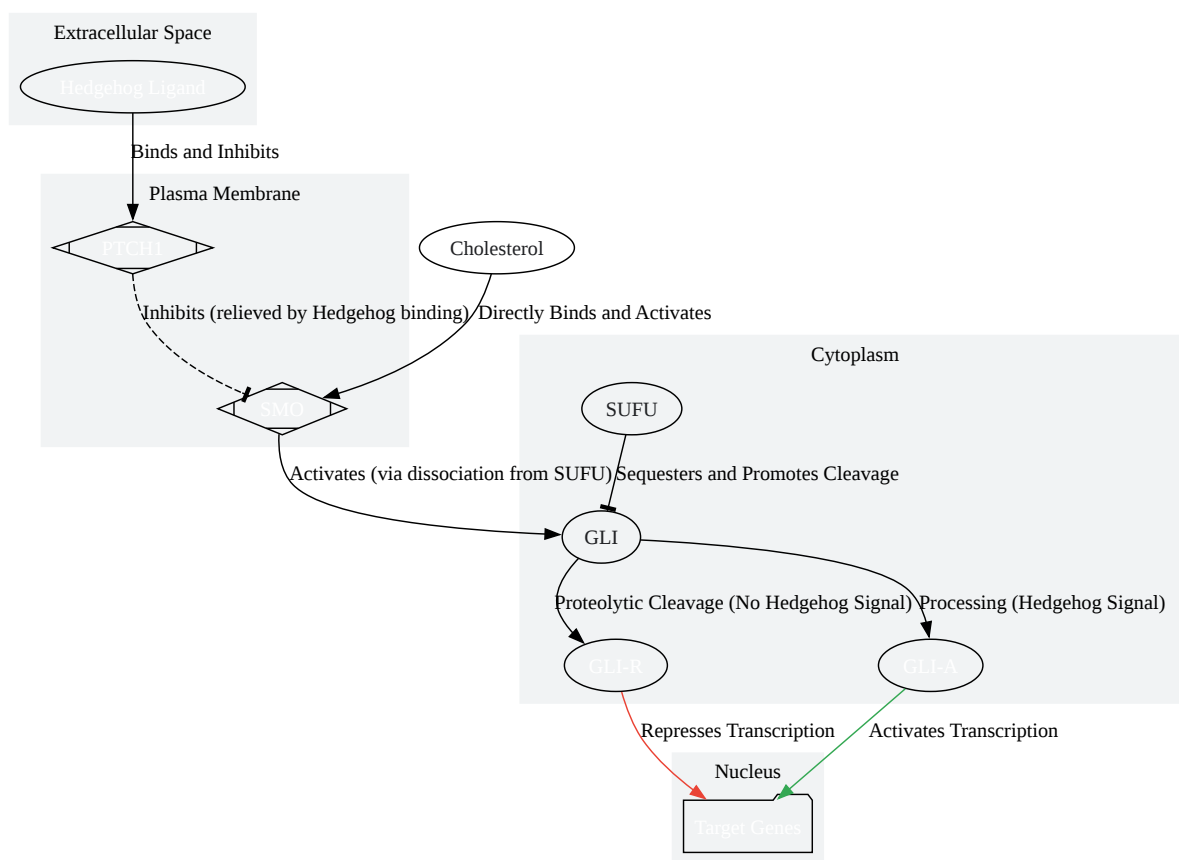 Extracellular Space
Hedgehog Ligand
Binds and Inhibits
Plasma Membrane
PTCH1
Cholesterol
Inhibits (relieved by Hedgehog binding)
Directly Binds and Activates
Cytoplasm
SMO
SUFU
Activates (via dissociation from SUFU)
Sequesters and Promotes Cleavage
GLI
Proteolytic Cleavage (No Hedgehog Signal)
Processing (Hedgehog Signal)
GLI-R
GLI-A
Represses Transcription
Activates Transcription
Nucleus
Target Genes